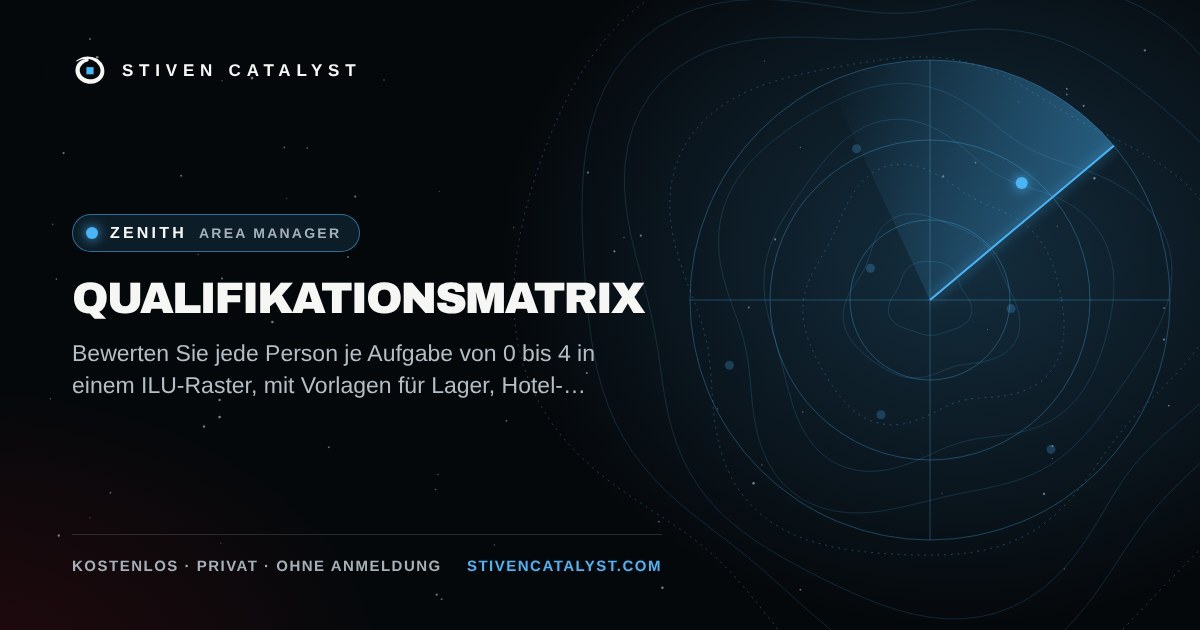 STIVEN CATALYST
ZENITH AREA MANAGER
QUALIFIKATIONSMATRIX
Bewerten Sie jede Person je Aufgabe von 0 bis 4 in
einem ILU-Raster, mit Vorlagen für Lager, Hotel-…
KOSTENLOS · PRIVAT · OHNE ANMELDUNG STIVENCATALYST.COM